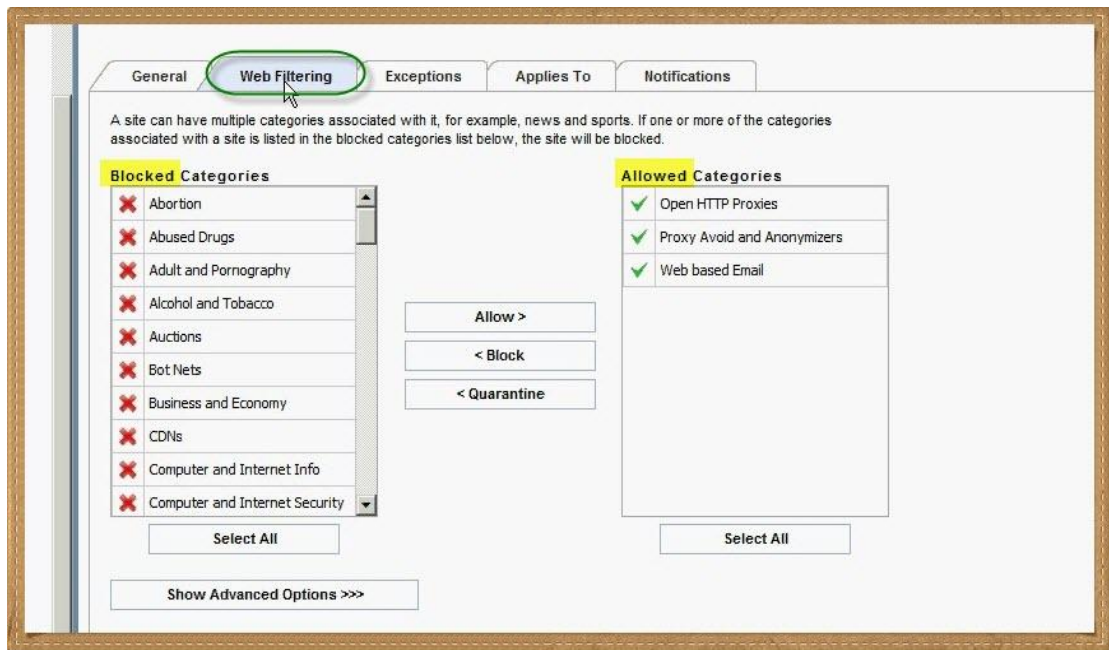 General Web Filtering Exceptions Applies To Notifications
A site can have multiple categories associated with it, for example, news and sports. If one or more of the categories
associated with a site is listed in the blocked categories list below, the site will be blocked.
Blocked Categories
Abortion
Abused Drugs
Adult and Pornography
Alcohol and Tobacco
Auctions
Bot Nets
Business and Economy
CDNs
Computer and Internet Info
Computer and Internet Security
Select All
Allow >
< Block
< Quarantine
Allowed Categories
Open HTTP Proxies
Proxy Avoid and Anonymizers
Web based Email
Select All
Show Advanced Options >>>